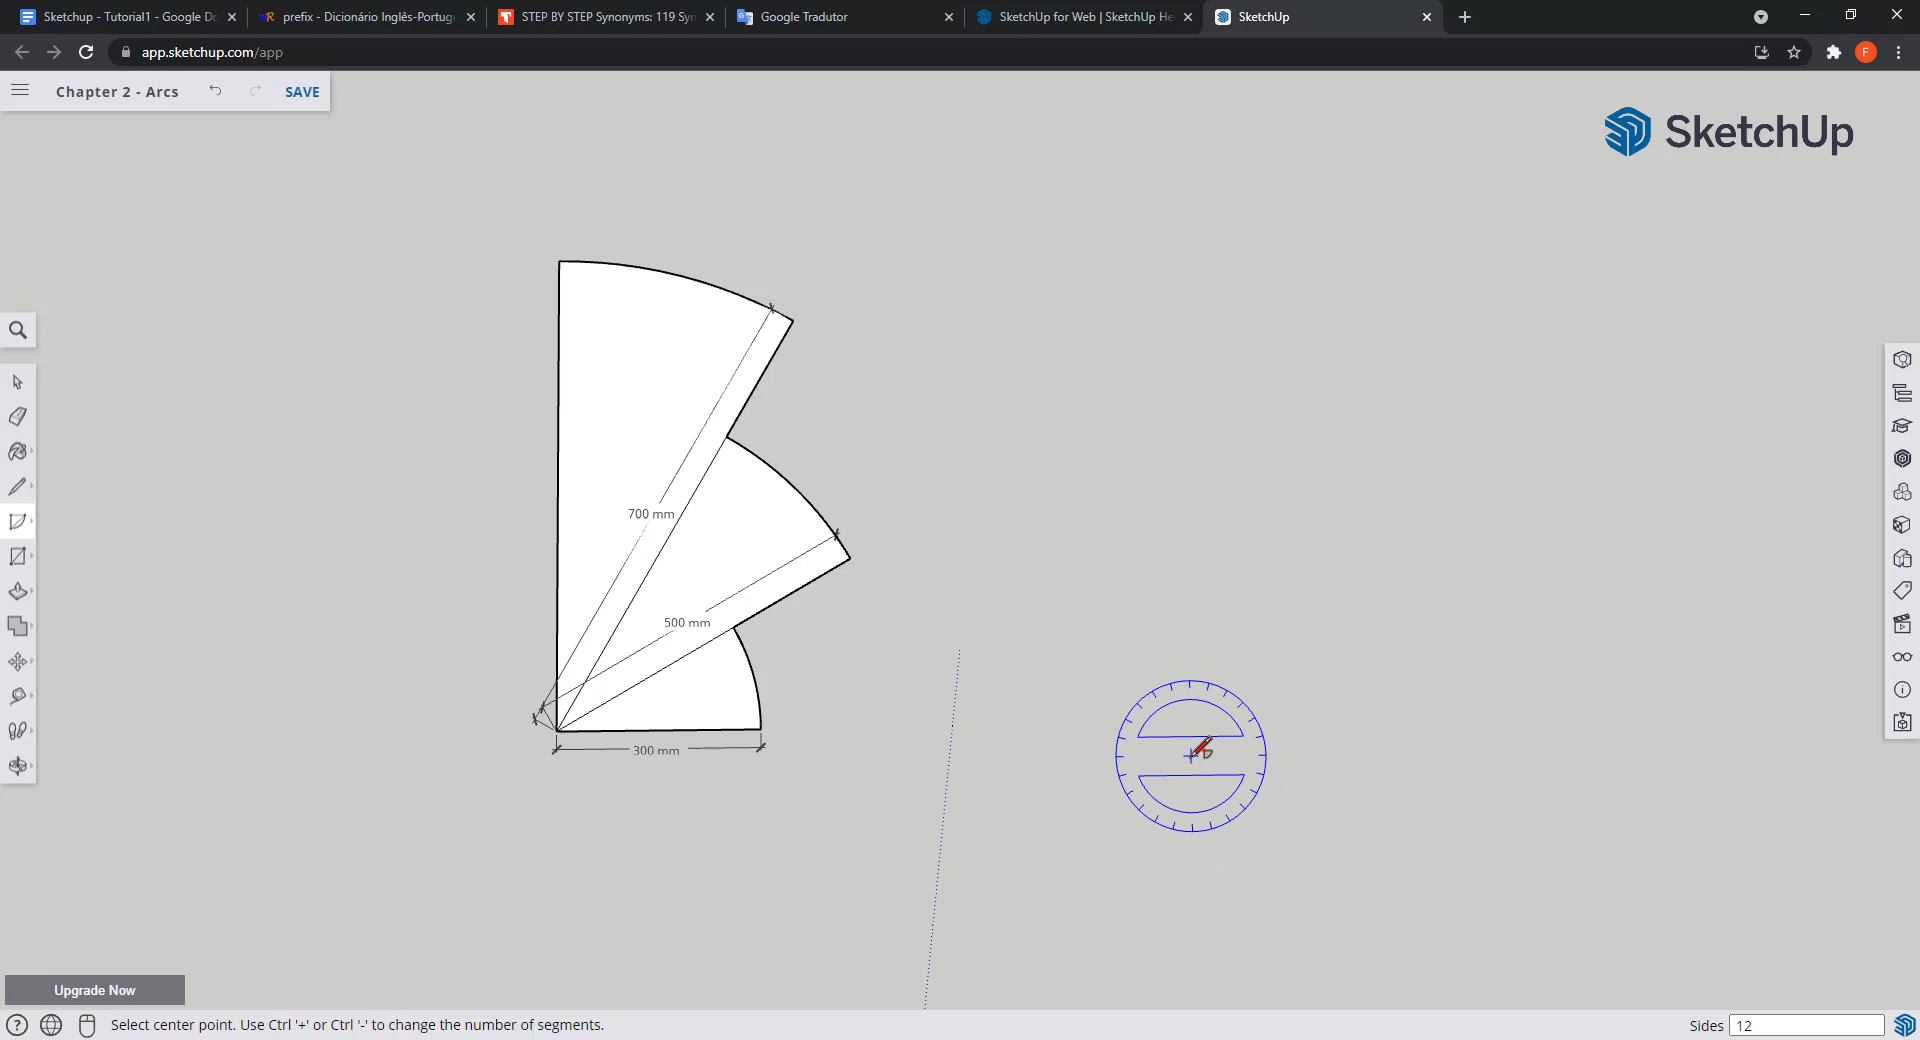 Sketchup - Tutorial1 - Google Do
prefix - Dicionário Inglês-Portugu
STEP BY STEP Synonyms: 119 Syn
Google Tradutor
SketchUp for Web | SketchUp He
SketchUp
app.sketchup.com/app
F
Chapter 2 - Arcs
SAVE
SketchUp
700 mm
500 mm
300 mm
Upgrade Now
Select center point. Use Ctrl '+' or Ctrl '-' to change the number of segments.
Sides 12